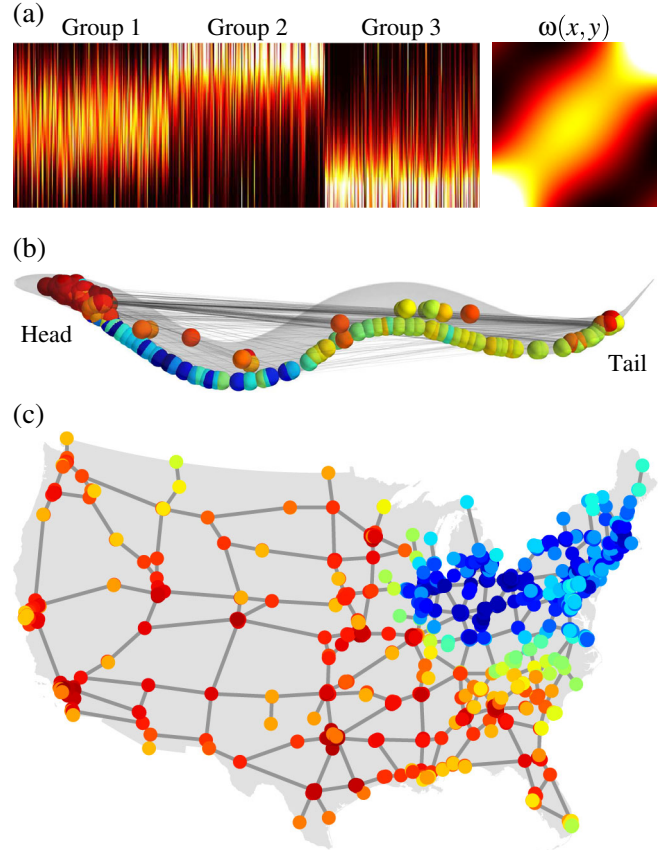 (a)
Group 1 Group 2 Group 3 ω(x, y)
(b)
Head
Tail
(c)